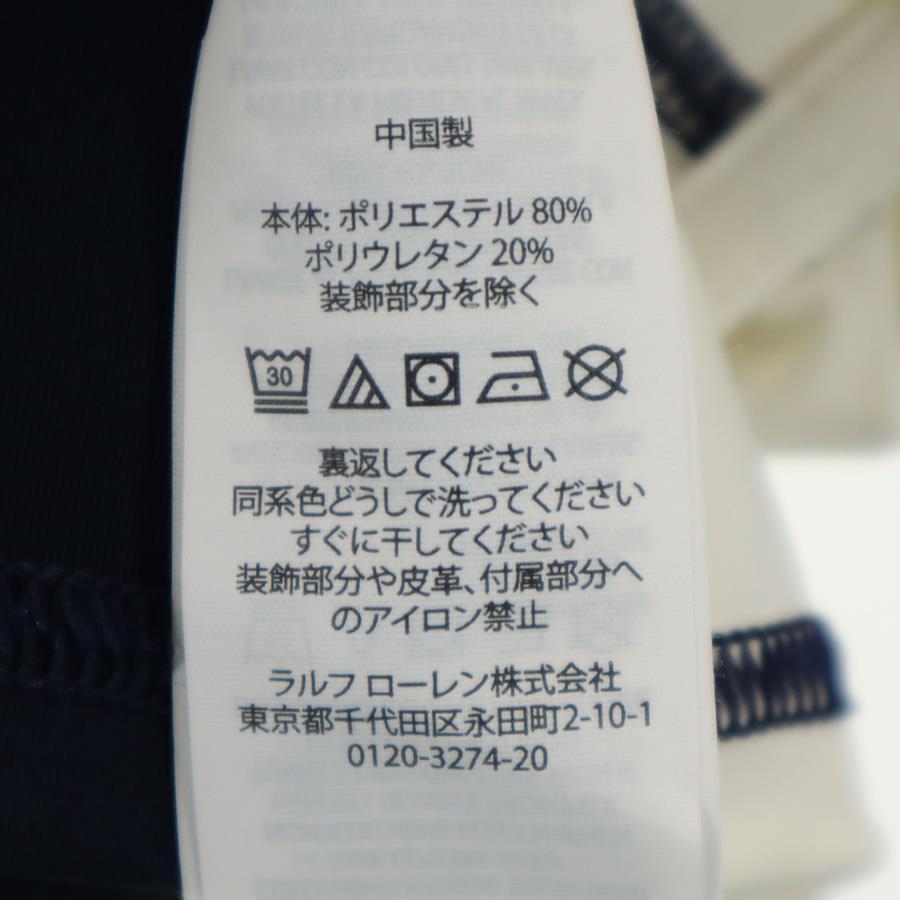 中国製
本体: ポリエステル 80%
ポリウレタン 20%
装飾部分を除く
30
裏返してください
同系色どうしで洗ってください
すぐに干してください
装飾部分や皮革、付属部分へ
のアイロン禁止
ラルフ ローレン株式会社
東京都千代田区永田町2-10-1
0120-3274-20